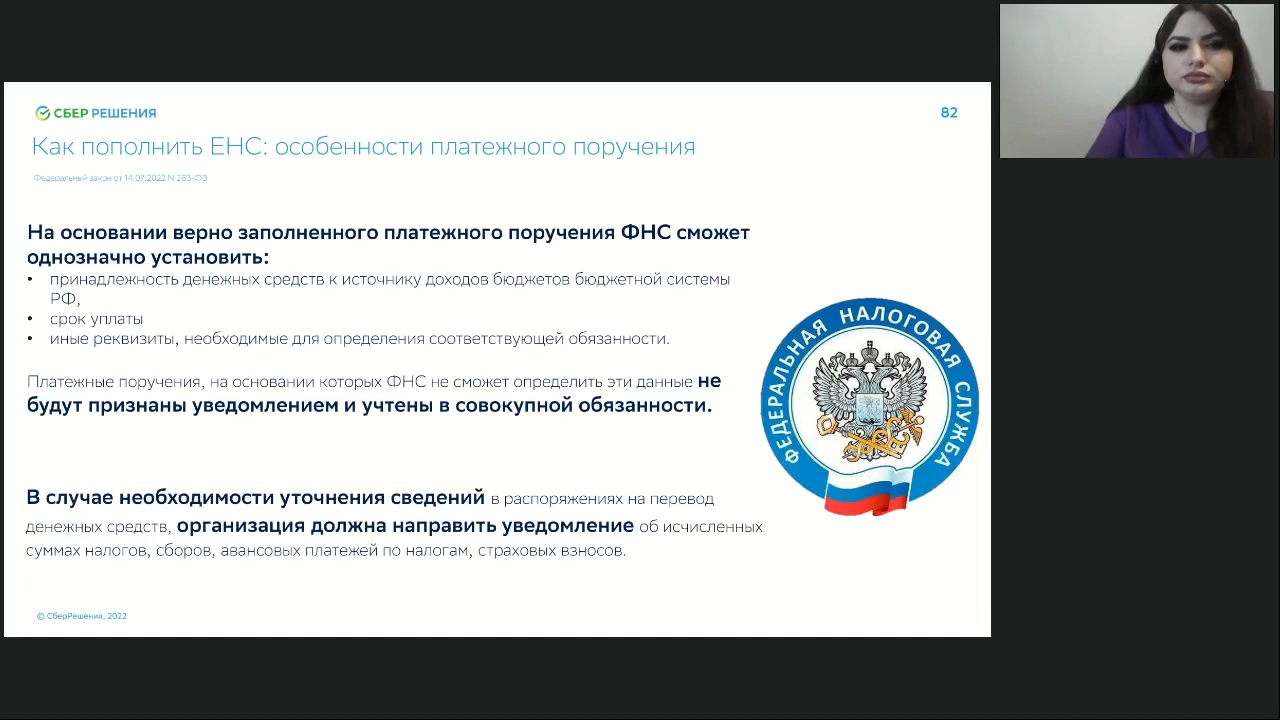 СБЕР РЕШЕНИЯ
82
Как пополнить ЕНС: особенности платежного поручения
Федеральный закон от 14.07.2022 N 263-ФЗ
На основании верно заполненного платежного поручения ФНС сможет
однозначно установить:
• принадлежность денежных средств к источнику доходов бюджетов бюджетной системы
РФ,
• срок уплаты
• иные реквизиты, необходимые для определения соответствующей обязанности.
Платежные поручения, на основании которых ФНС не сможет определить эти данные не
будут признаны уведомлением и учтены в совокупной обязанности.
ФЕДЕРАЛЬНАЯ НАЛОГОВАЯ СЛУЖБА
В случае необходимости уточнения сведений в распоряжениях на перевод
денежных средств, организация должна направить уведомление об исчисленных
суммах налогов, сборов, авансовых платежей по налогам, страховых взносов.
© СберРешения, 2022